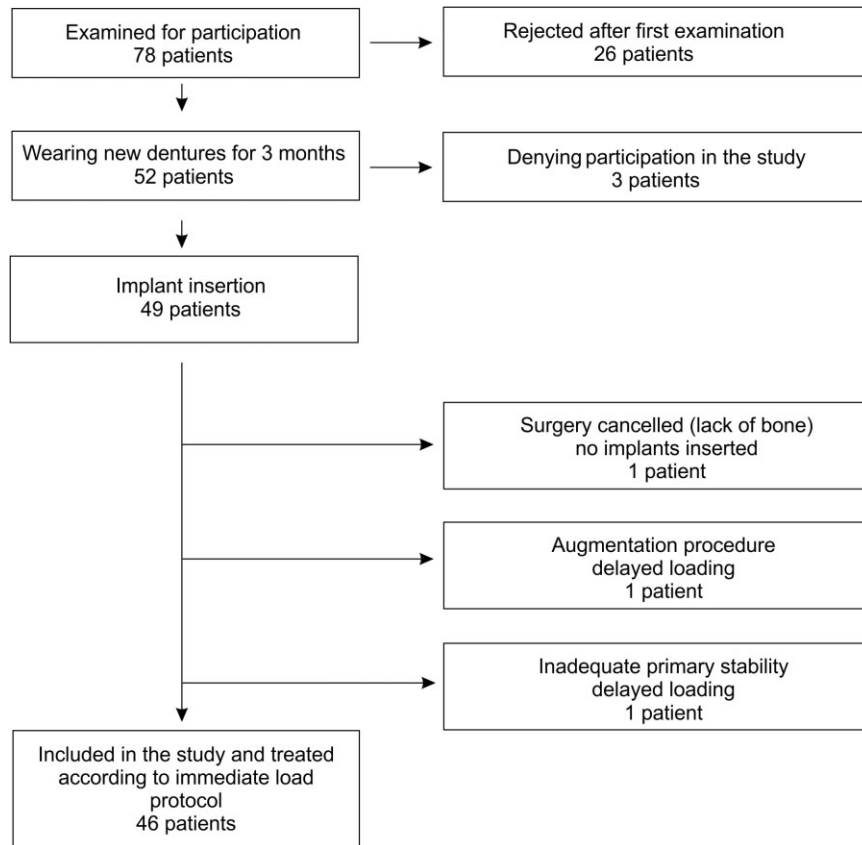 Examined for participation
78 patients
Rejected after first examination
26 patients
Wearing new dentures for 3 months
52 patients
Denying participation in the study
3 patients
Implant insertion
49 patients
Surgery cancelled (lack of bone)
no implants inserted
1 patient
Augmentation procedure
delayed loading
1 patient
Inadequate primary stability
delayed loading
1 patient
Included in the study and treated
according to immediate load
protocol
46 patients